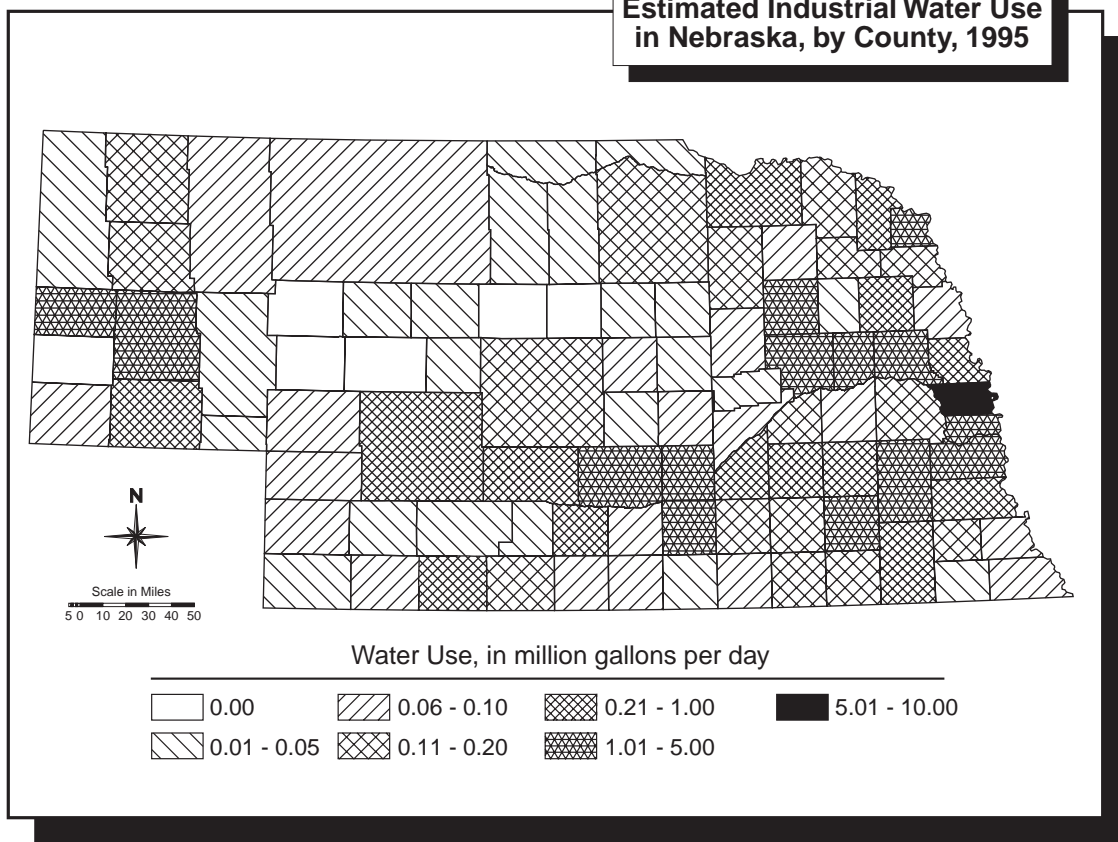 Estimated Industrial Water Use
in Nebraska, by County, 1995
N
Scale in Miles
5 0 10 20 30 40 50
Water Use, in million gallons per day
0.00
0.06 - 0.10
0.21 - 1.00
5.01 - 10.00
0.01 - 0.05
0.11 - 0.20
1.01 - 5.00